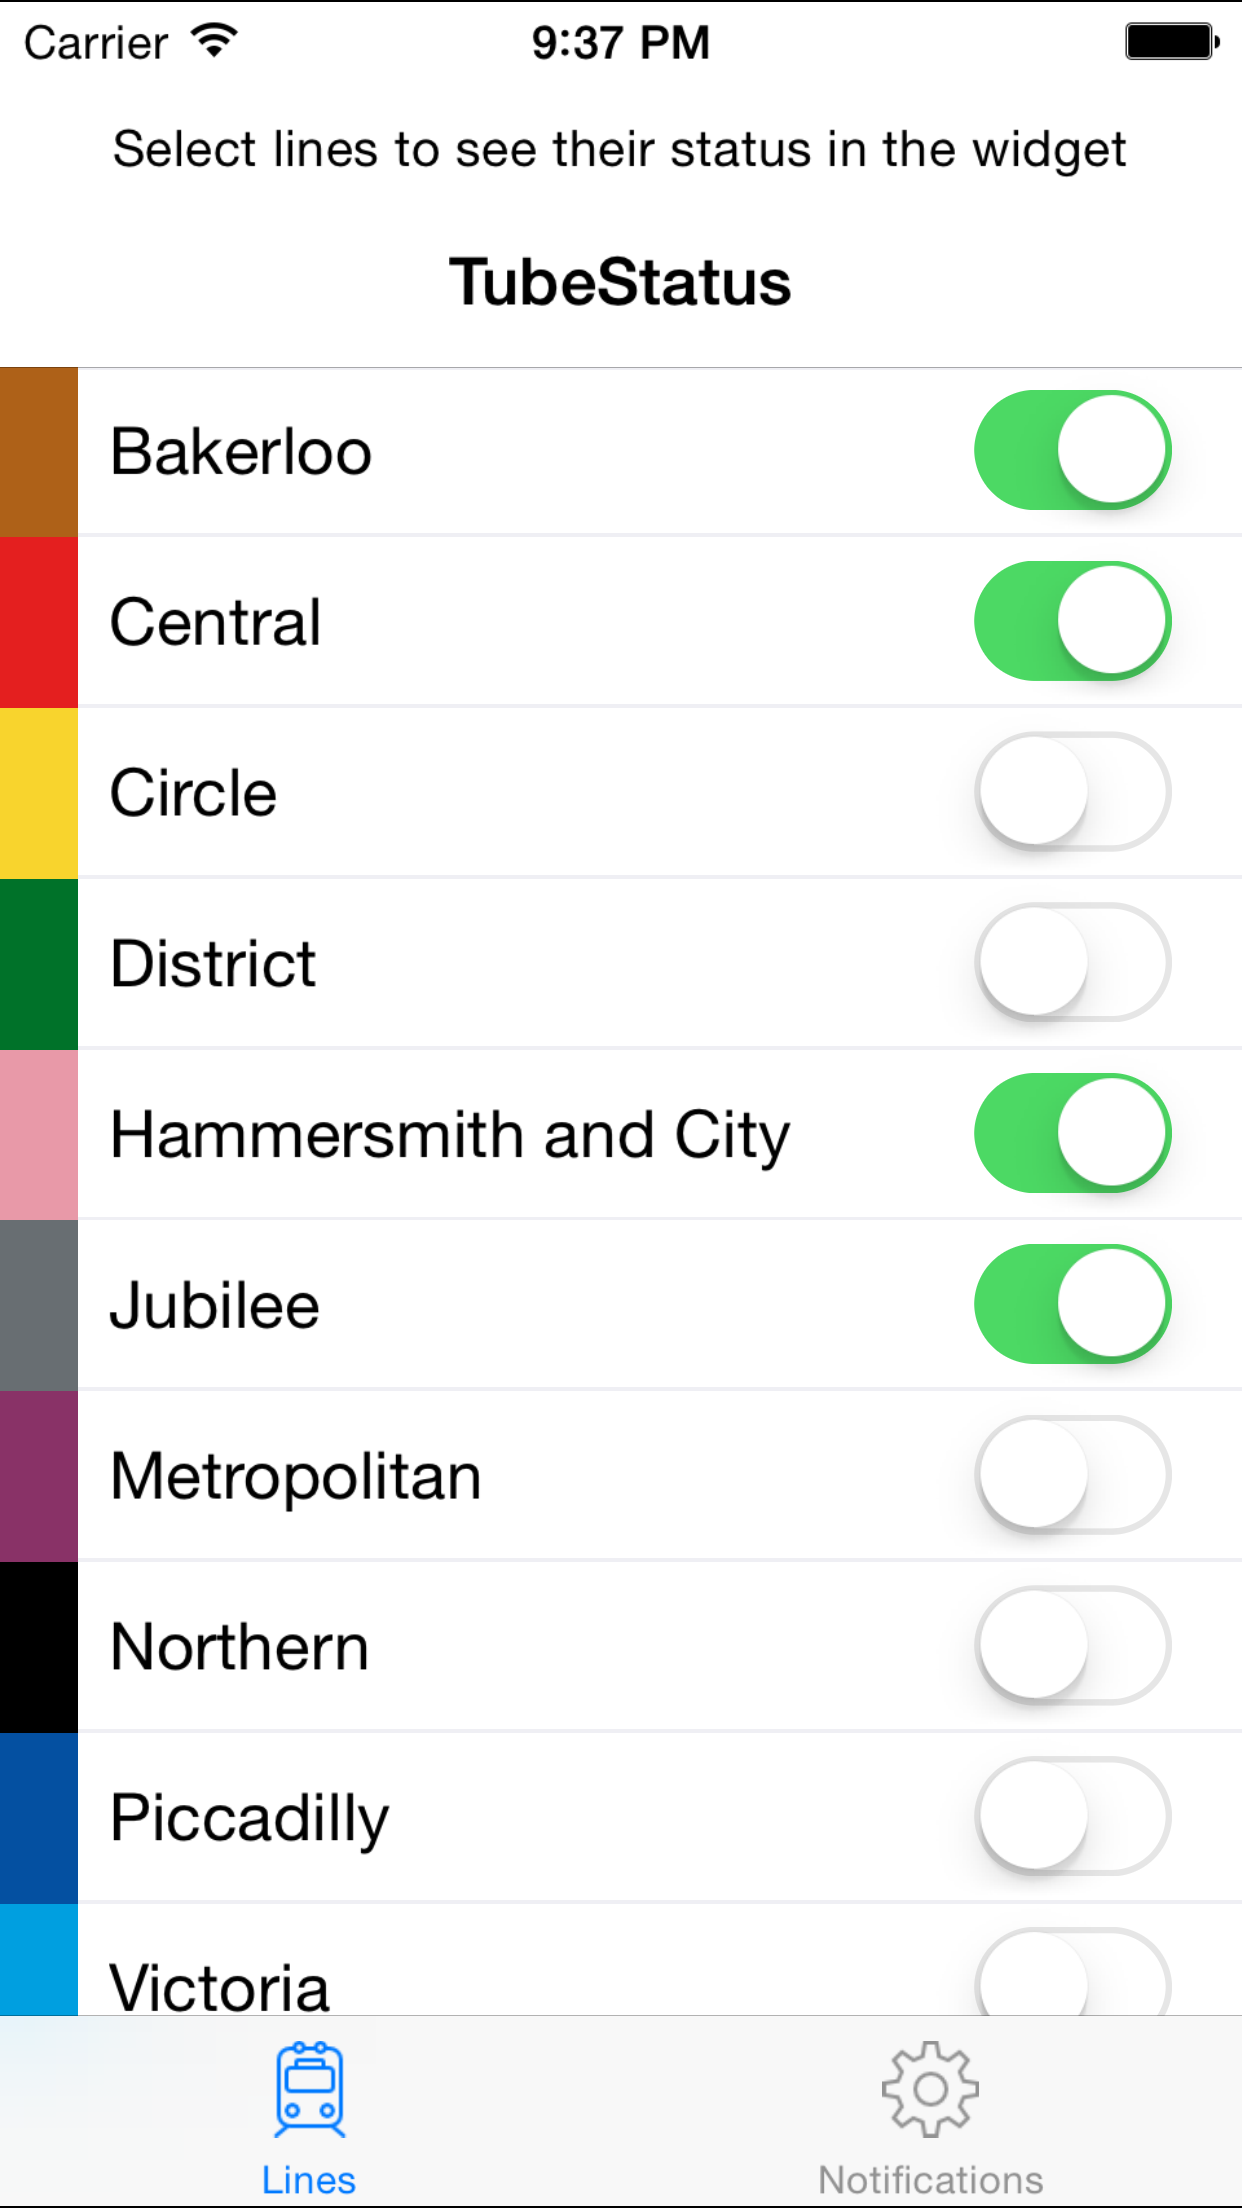 Carrier 9:37 PM
Select lines to see their status in the widget
TubeStatus
Bakerloo
Central
Circle
District
Hammersmith and City
Jubilee
Metropolitan
Northern
Piccadilly
Victoria
Lines Notifications